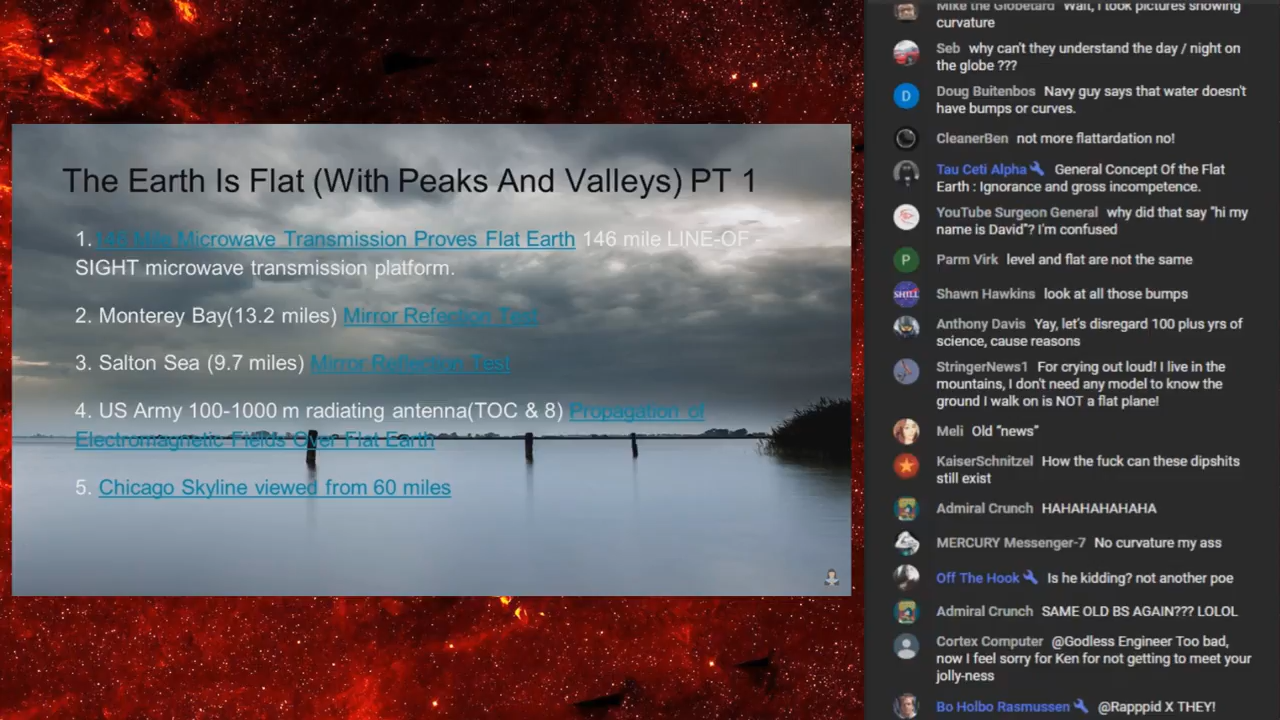 The Earth Is Flat (With Peaks And Valleys) PT 1
1. 146 Mile Microwave Transmission Proves Flat Earth 146 mile LINE-OF -
SIGHT microwave transmission platform.
2. Monterey Bay(13.2 miles) Mirror Refection Test
3. Salton Sea (9.7 miles) Mirror Reflection Test
4. US Army 100-1000 m radiating antenna(TOC & 8) Propagation of
Electromagnetic Fields Over Flat Earth
5. Chicago Skyline viewed from 60 miles
Mike the Globetard Wait, I took pictures showing
curvature
Seb why can't they understand the day / night on
the globe ???
D
Doug Buitenbos Navy guy says that water doesn't
have bumps or curves.
CleanerBen not more flattardation no!
Tau Ceti Alpha General Concept Of the Flat
Earth : Ignorance and gross incompetence.
YouTube Surgeon General why did that say "hi my
name is David"? I'm confused
P
Parm Virk level and flat are not the same
SHILL
Shawn Hawkins look at all those bumps
Anthony Davis Yay, let's disregard 100 plus yrs of
science, cause reasons
StringerNews1 For crying out loud! I live in the
mountains, I don't need any model to know the
ground I walk on is NOT a flat plane!
Meli Old "news"
KaiserSchnitzel How the fuck can these dipshits
still exist
Admiral Crunch HAHAHAHAHAHA
MERCURY Messenger-7 No curvature my ass
Off The Hook Is he kidding? not another poe
Admiral Crunch SAME OLD BS AGAIN??? LOLOL
Cortex Computer @Godless Engineer Too bad,
now I feel sorry for Ken for not getting to meet your
jolly-ness
Bo Holbo Rasmussen @Rapppid X THEY!